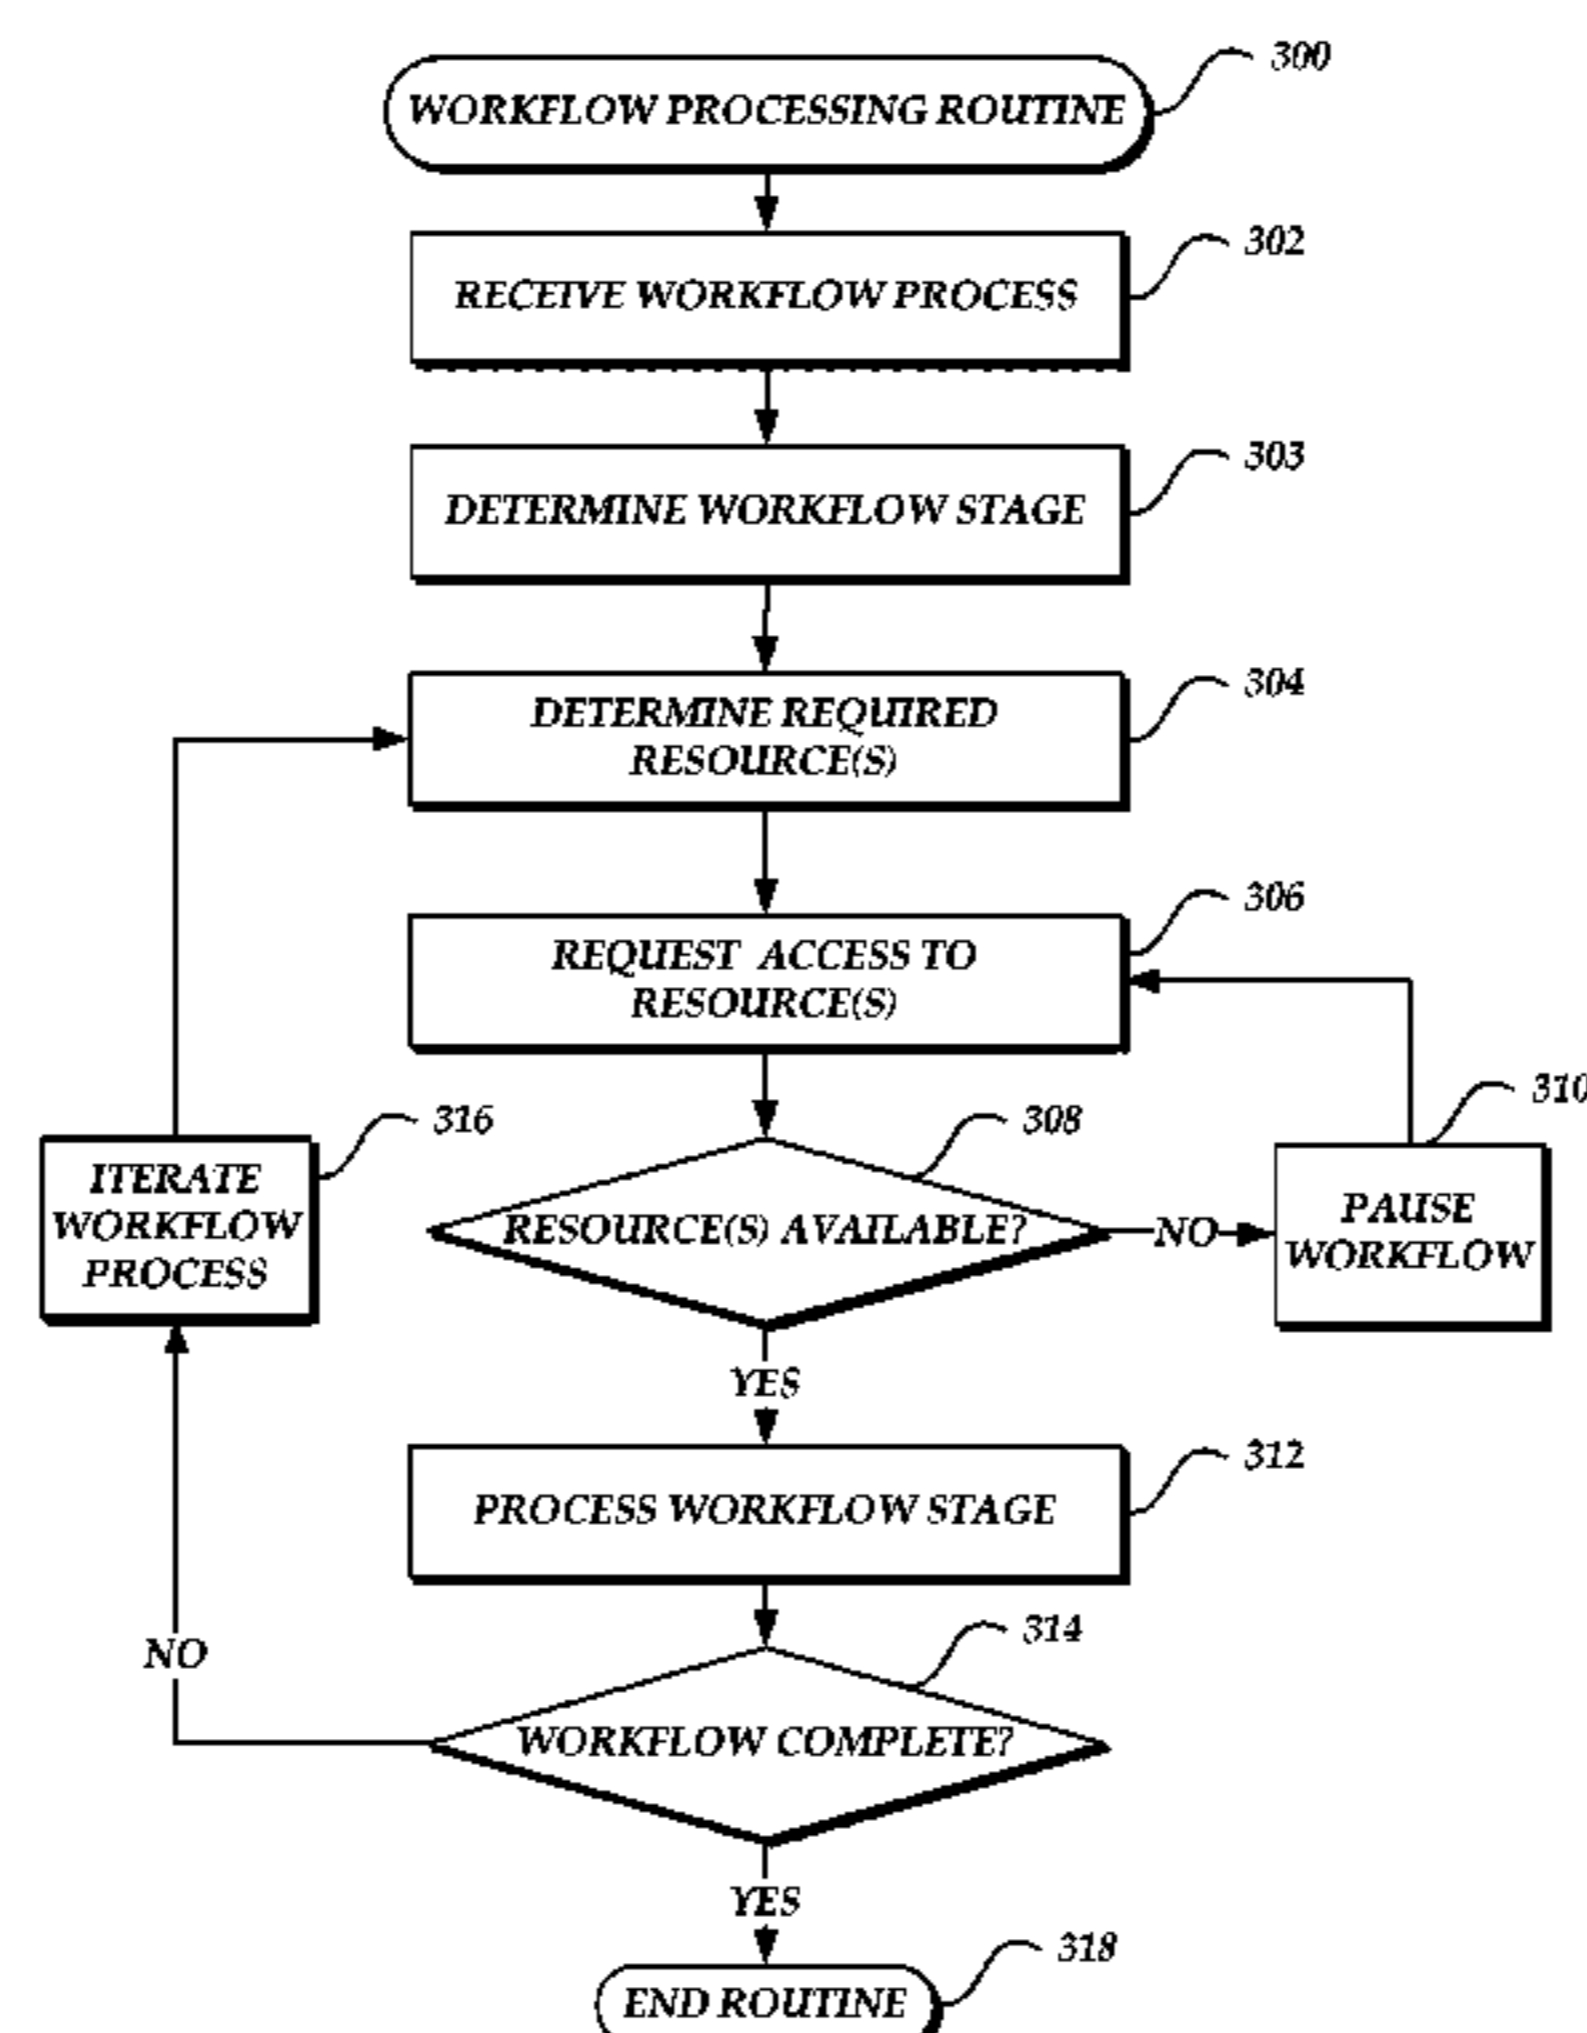 300
WORKFLOW PROCESSING ROUTINE
302
RECEIVE WORKFLOW PROCESS
303
DETERMINE WORKFLOW STAGE
304
DETERMINE REQUIRED
RESOURCE(S)
306
REQUEST ACCESS TO
RESOURCE(S)
310
316
308
ITERATE
WORKFLOW
PROCESS
RESOURCE(S) AVAILABLE?
NO
PAUSE
WORKFLOW
YES
312
PROCESS WORKFLOW STAGE
314
NO
WORKFLOW COMPLETE?
YES
318
END ROUTINE